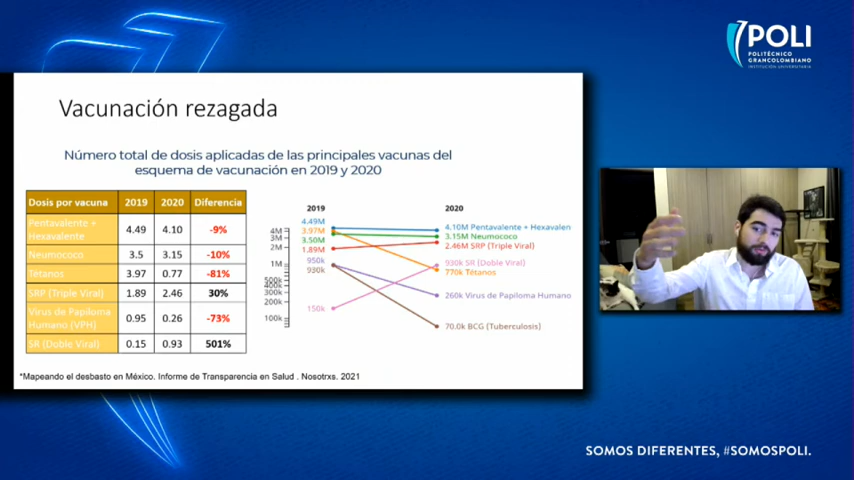 POLI
POLITÉCNICO
GRANCOLOMBIANO
INSTITUCIÓN UNIVERSITARIA
Vacunación rezagada
Número total de dosis aplicadas de las principales vacunas del
esquema de vacunación en 2019 y 2020
Dosis por vacuna 2019 2020 Diferencia
Pentavalente +
Hexavalente 4.49 4.10 -9%
Neumococo 3.5 3.15 -10%
Tétanos 3.97 0.77 -81%
SRP (Triple Viral) 1.89 2.46 30%
Virus de Papiloma
Humano (VPH) 0.95 0.26 -73%
SR (Doble Viral) 0.15 0.93 501%
2019 2020
4.49M
3.97M
3.50M
1.89M
950k
930k
150k
4M
3M
2M
1M
500k
400k
300k
200k
100k
4.10M Pentavalente + Hexavalen
3.15M Neumococo
2.46M SRP (Triple Viral)
930k SR (Doble Viral)
770k Tétanos
260k Virus de Papiloma Humano
70.0k BCG (Tuberculosis)
*Mapeando el desbasto en México. Informe de Transparencia en Salud . Nosotrxs. 2021
SOMOS DIFERENTES, #SOMOSPOLI.